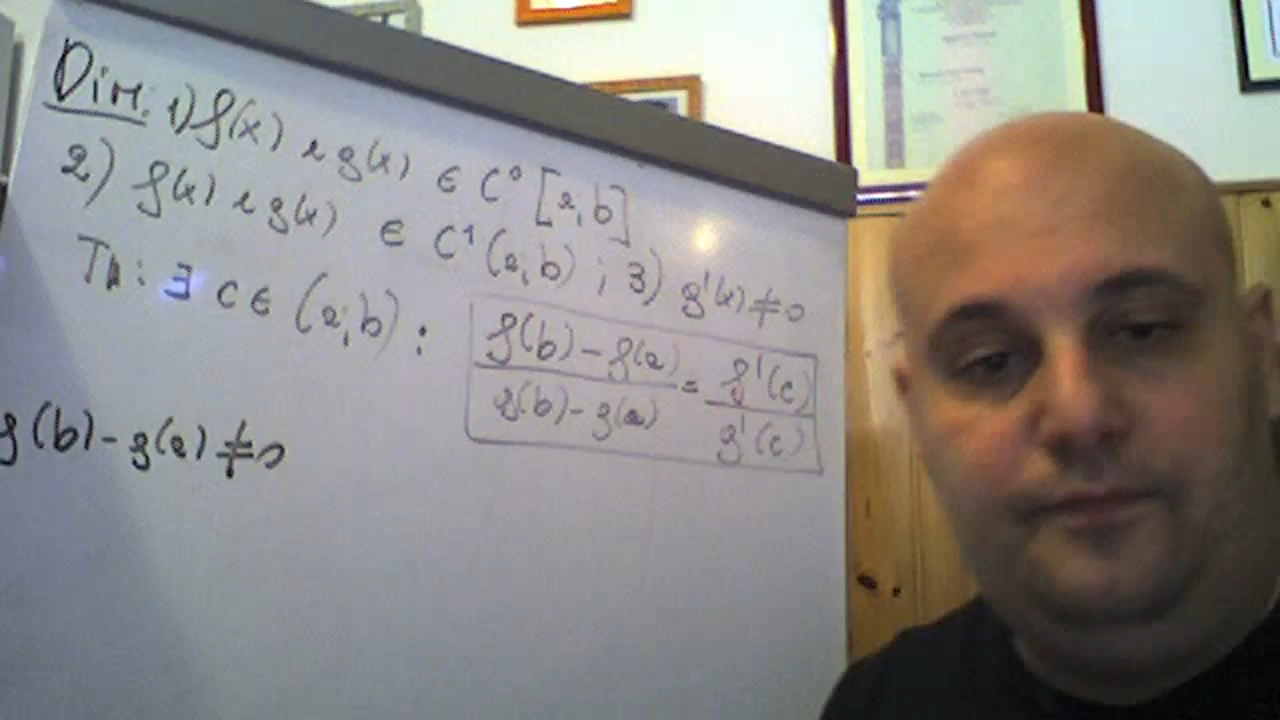 Dim: 1) f(x) e g(x) ∈ C⁰ [a,b]
2) f(x) e g(x) ∈ C¹ (a,b) ; 3) g'(x) ≠ 0
Th: ∃ c ∈ (a,b) :
f(b) - f(a) / g(b) - g(a) = f'(c) / g'(c)
g(b) - g(a) ≠ 0